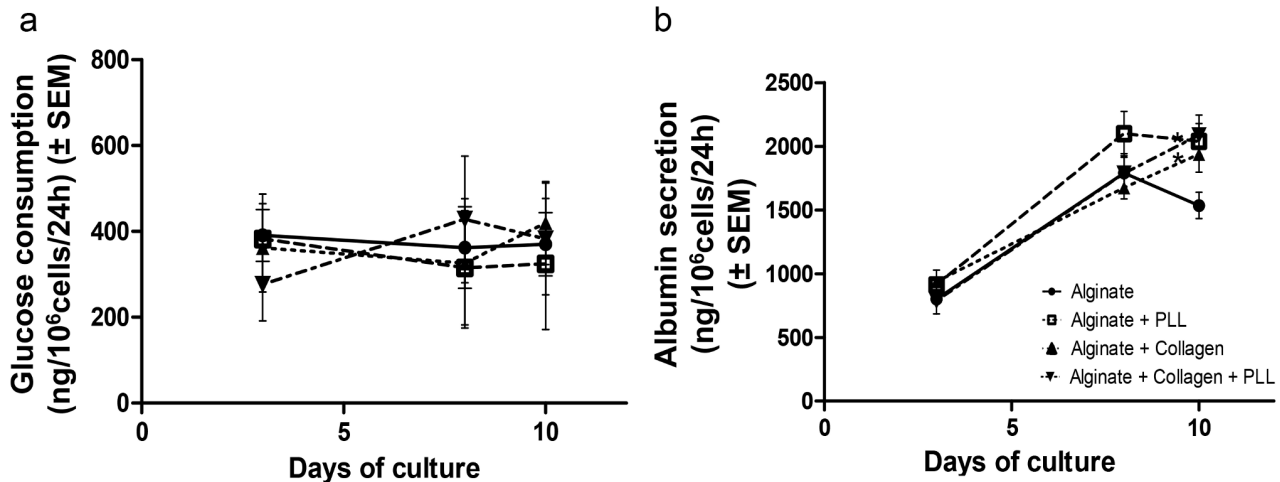 a
Glucose consumption
(ng/10⁶cells/24h) (± SEM)
800
600
400
200
0
0
5
10
Days of culture
b
Albumin secretion
(ng/10⁶cells/24h)
(± SEM)
2500
2000
1500
1000
500
0
*
*
Alginate
Alginate + PLL
Alginate + Collagen
Alginate + Collagen + PLL
0
5
10
Days of culture